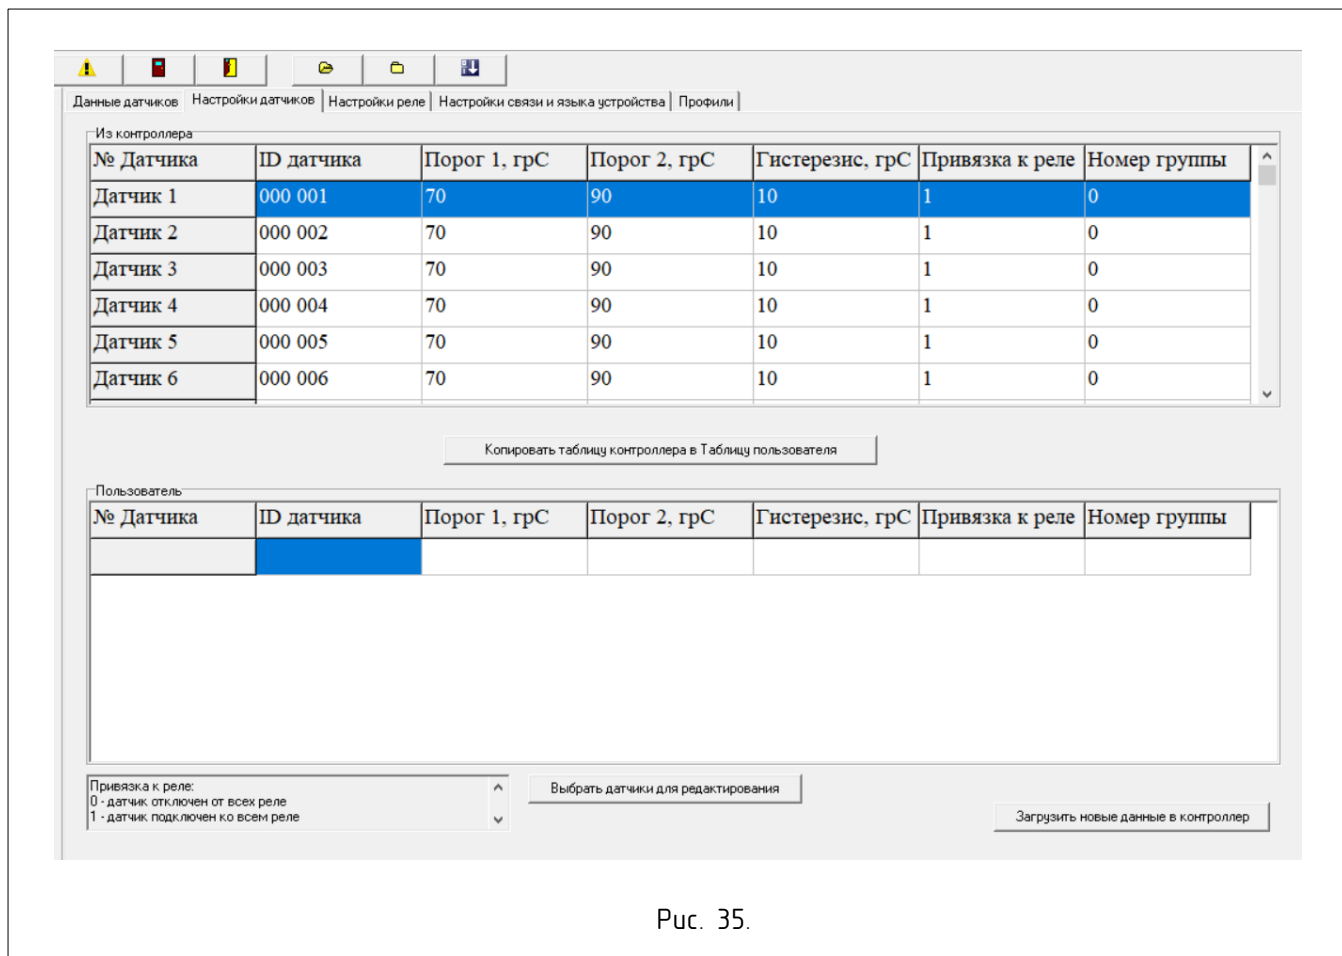 Данные датчиков Настройки датчиков Настройки реле Настройки связи и языка устройства Профили
Из контроллера
№ Датчика ID датчика Порог 1, грС Порог 2, грС Гистерезис, грС Привязка к реле Номер группы
Датчик 1 000 001 70 90 10 1 0
Датчик 2 000 002 70 90 10 1 0
Датчик 3 000 003 70 90 10 1 0
Датчик 4 000 004 70 90 10 1 0
Датчик 5 000 005 70 90 10 1 0
Датчик 6 000 006 70 90 10 1 0
Копировать таблицу контроллера в Таблицу пользователя
Пользователь
№ Датчика ID датчика Порог 1, грС Порог 2, грС Гистерезис, грС Привязка к реле Номер группы
Привязка к реле:
0 - датчик отключен от всех реле
1 - датчик подключен ко всем реле
Выбрать датчики для редактирования
Загрузить новые данные в контроллер
Рис. 35.